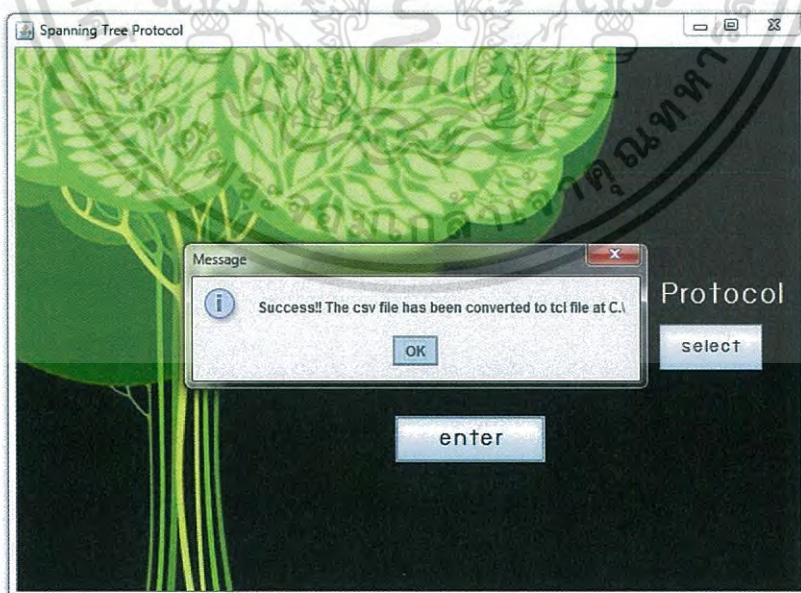 Spanning Tree Protocol
Message
Success!! The csv file has been converted to tcl file at C.\
OK
Protocol
select
enter